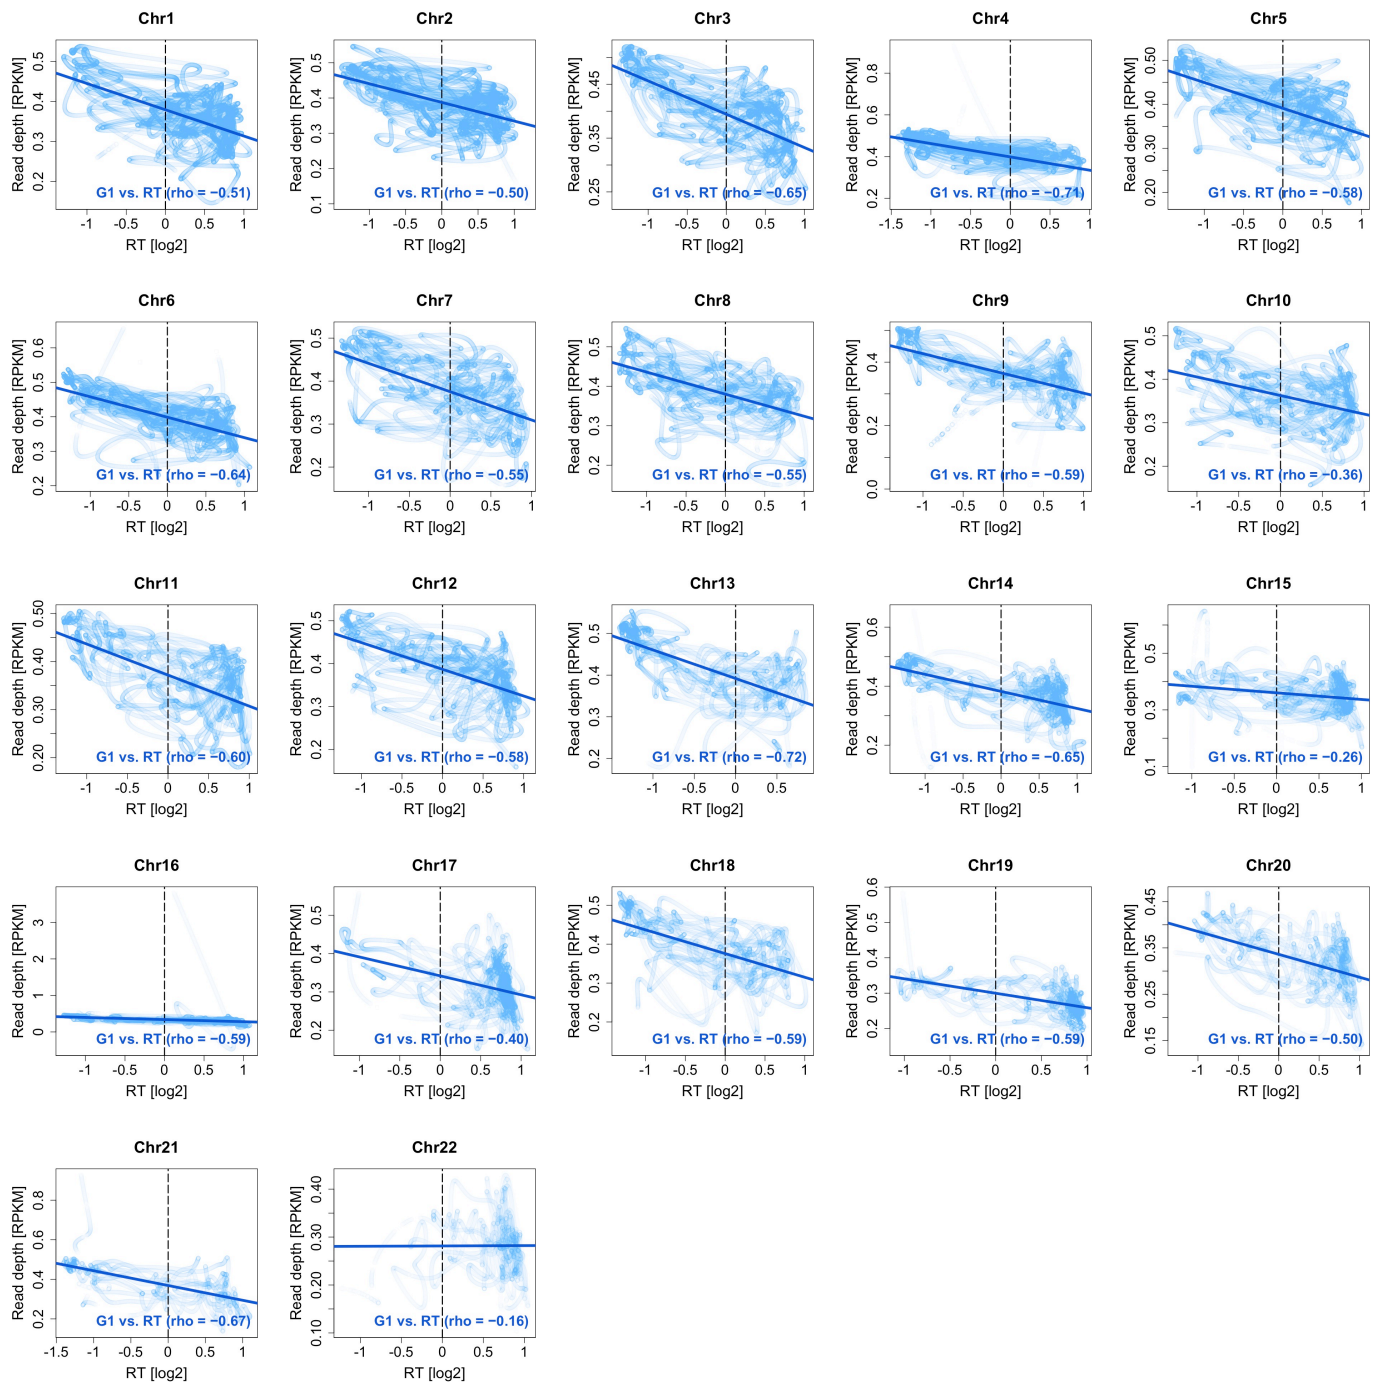 Chr1
Read depth [RPKM]
0.5
0.4
0.3
0.2
G1 vs. RT (rho = −0.51)
-1 -0.5 0 0.5 1
RT [log2]
Chr2
Read depth [RPKM]
0.5
0.4
0.3
0.2
0.1
G1 vs. RT (rho = −0.50)
-1 -0.5 0 0.5 1
RT [log2]
Chr3
Read depth [RPKM]
0.45
0.35
0.25
G1 vs. RT (rho = −0.65)
-1 -0.5 0 0.5 1
RT [log2]
Chr4
Read depth [RPKM]
0.8
0.6
0.4
0.2
G1 vs. RT (rho = −0.71)
-1.5 -1 -0.5 0 0.5 1
RT [log2]
Chr5
Read depth [RPKM]
0.50
0.40
0.30
0.20
G1 vs. RT (rho = −0.58)
-1 -0.5 0 0.5 1
RT [log2]
Chr6
Read depth [RPKM]
0.6
0.5
0.4
0.3
0.2
G1 vs. RT (rho = −0.64)
-1 -0.5 0 0.5 1
RT [log2]
Chr7
Read depth [RPKM]
0.5
0.4
0.3
0.2
G1 vs. RT (rho = −0.55)
-1 -0.5 0 0.5 1
RT [log2]
Chr8
Read depth [RPKM]
0.5
0.4
0.3
0.2
G1 vs. RT (rho = −0.55)
-1 -0.5 0 0.5 1
RT [log2]
Chr9
Read depth [RPKM]
0.4
0.2
0.0
G1 vs. RT (rho = −0.59)
-1 -0.5 0 0.5 1
RT [log2]
Chr10
Read depth [RPKM]
0.5
0.4
0.3
0.2
G1 vs. RT (rho = −0.36)
-1 -0.5 0 0.5 1
RT [log2]
Chr11
Read depth [RPKM]
0.50
0.40
0.30
0.20
G1 vs. RT (rho = −0.60)
-1 -0.5 0 0.5 1
RT [log2]
Chr12
Read depth [RPKM]
0.5
0.4
0.3
0.2
G1 vs. RT (rho = −0.58)
-1 -0.5 0 0.5 1
RT [log2]
Chr13
Read depth [RPKM]
0.5
0.4
0.3
0.2
G1 vs. RT (rho = −0.72)
-1 -0.5 0 0.5
RT [log2]
Chr14
Read depth [RPKM]
0.6
0.4
0.2
G1 vs. RT (rho = −0.65)
-1 -0.5 0 0.5 1
RT [log2]
Chr15
Read depth [RPKM]
0.5
0.3
0.1
G1 vs. RT (rho = −0.26)
-1 -0.5 0 0.5 1
RT [log2]
Chr16
Read depth [RPKM]
3
2
1
0
G1 vs. RT (rho = −0.59)
-1 -0.5 0 0.5 1
RT [log2]
Chr17
Read depth [RPKM]
0.5
0.4
0.3
0.2
G1 vs. RT (rho = −0.40)
-1 -0.5 0 0.5 1
RT [log2]
Chr18
Read depth [RPKM]
0.5
0.4
0.3
0.2
G1 vs. RT (rho = −0.59)
-1 -0.5 0 0.5 1
RT [log2]
Chr19
Read depth [RPKM]
0.6
0.5
0.4
0.3
0.2
G1 vs. RT (rho = −0.59)
-1 -0.5 0 0.5 1
RT [log2]
Chr20
Read depth [RPKM]
0.45
0.35
0.25
0.15
G1 vs. RT (rho = −0.50)
-1 -0.5 0 0.5 1
RT [log2]
Chr21
Read depth [RPKM]
0.8
0.6
0.4
0.2
G1 vs. RT (rho = −0.67)
-1.5 -1 -0.5 0 0.5 1
RT [log2]
Chr22
Read depth [RPKM]
0.40
0.30
0.20
0.10
G1 vs. RT (rho = −0.16)
-1 -0.5 0 0.5 1
RT [log2]